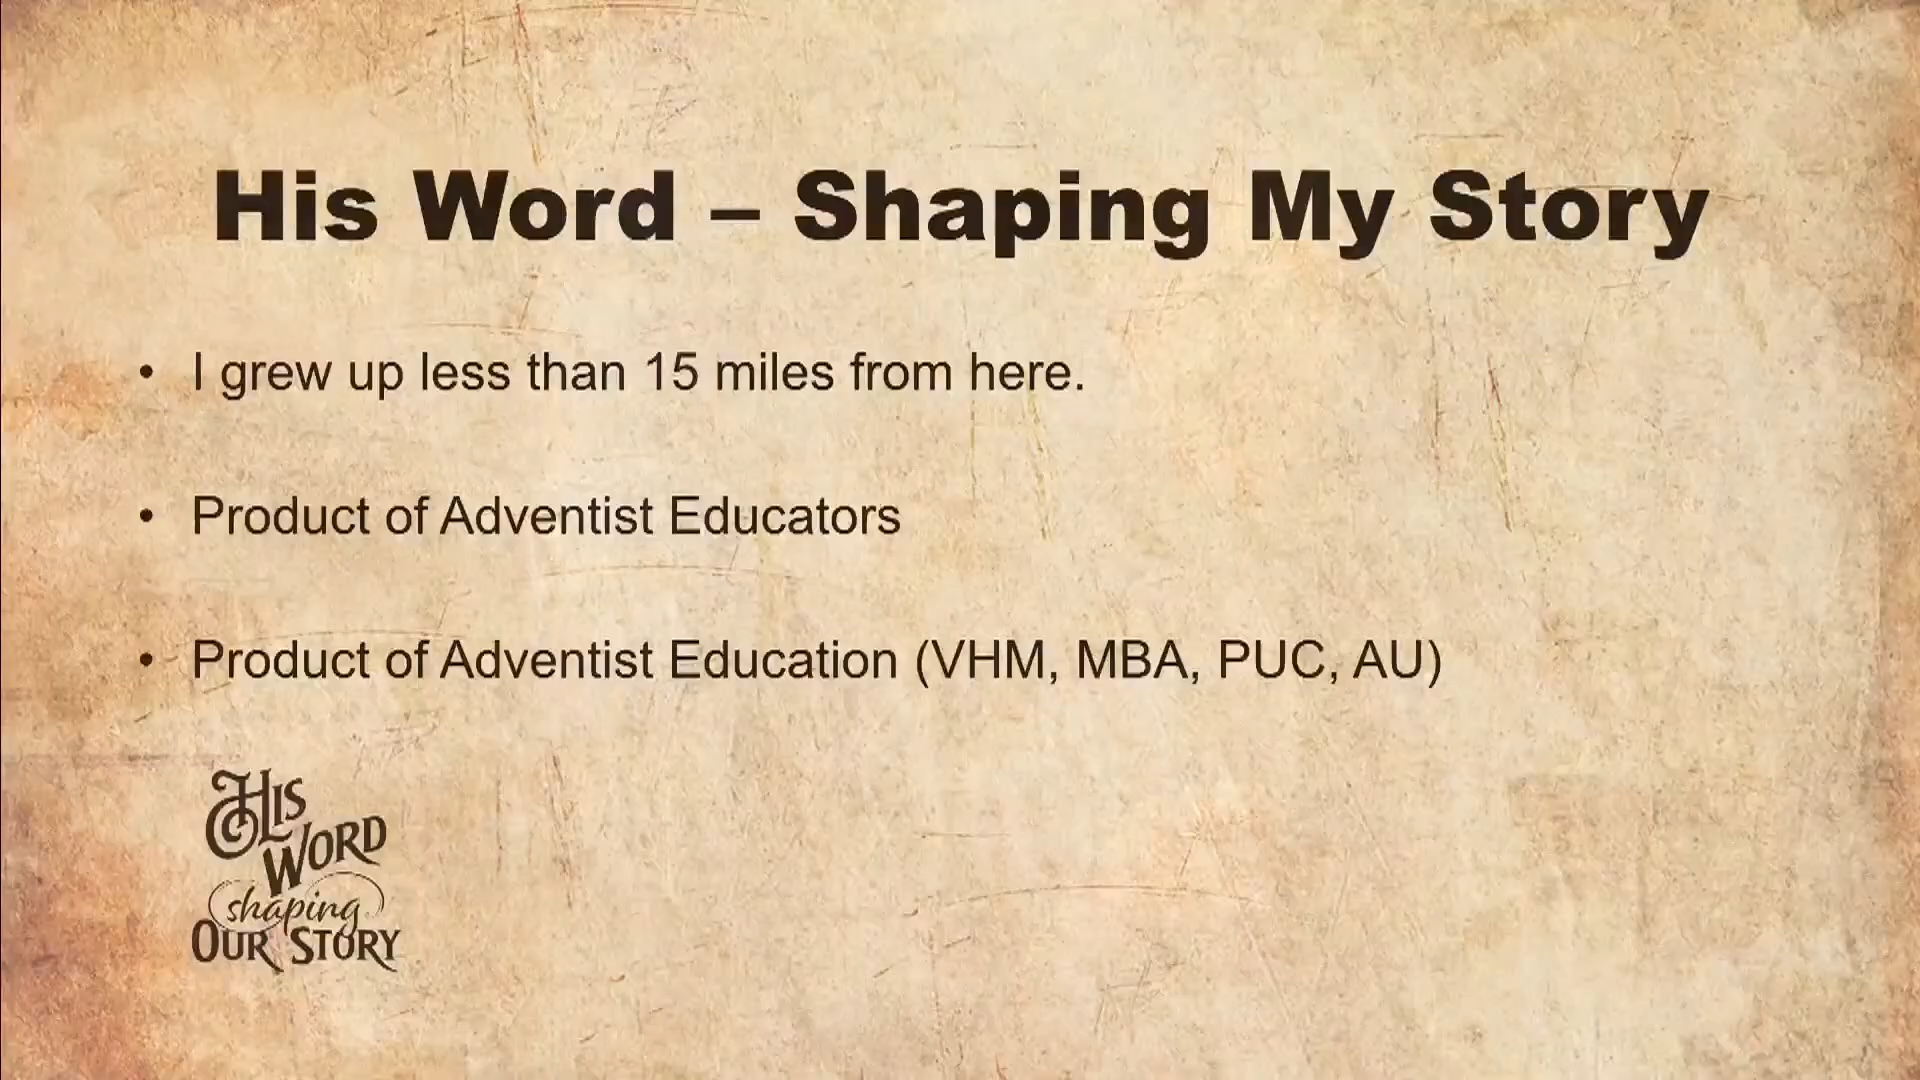 His Word – Shaping My Story
• I grew up less than 15 miles from here.
• Product of Adventist Educators
• Product of Adventist Education (VHM, MBA, PUC, AU)
HIS
WORD
shaping
OUR STORY